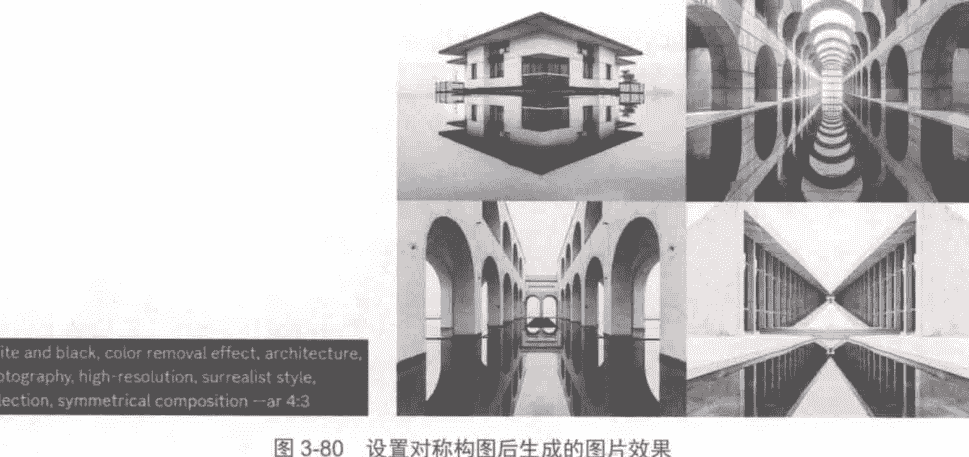 ite and black, color removal effect, architecture,
otography, high-resolution, surrealist style,
lection, symmetrical composition --ar 4:3
图 3-80 设置对称构图后生成的图片效果